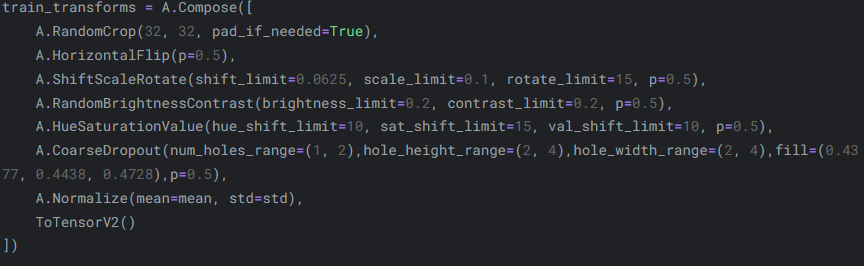 train_transforms = A.Compose([
    A.RandomCrop(32, 32, pad_if_needed=True),
    A.HorizontalFlip(p=0.5),
    A.ShiftScaleRotate(shift_limit=0.0625, scale_limit=0.1, rotate_limit=15, p=0.5),
    A.RandomBrightnessContrast(brightness_limit=0.2, contrast_limit=0.2, p=0.5),
    A.HueSaturationValue(hue_shift_limit=10, sat_shift_limit=15, val_shift_limit=10, p=0.5),
    A.CoarseDropout(num_holes_range=(1, 2),hole_height_range=(2, 4),hole_width_range=(2, 4),fill=(0.43
77, 0.4438, 0.4728),p=0.5),
    A.Normalize(mean=mean, std=std),
    ToTensorV2()
])